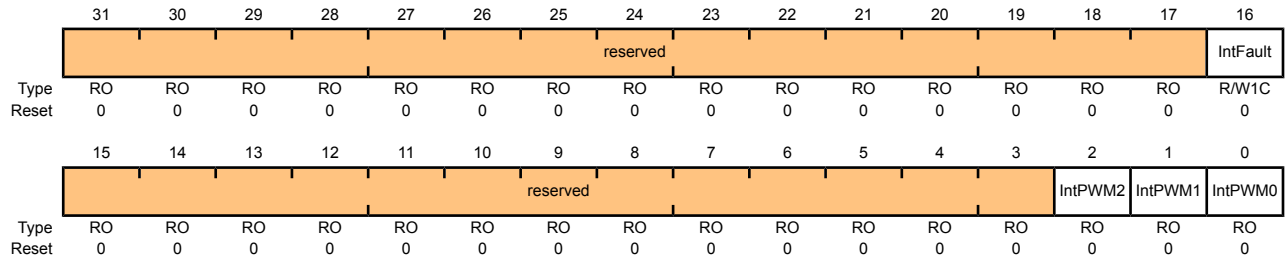 31 30 29 28 27 26 25 24 23 22 21 20 19 18 17 16
reserved IntFault
Type RO RO RO RO RO RO RO RO RO RO RO RO RO RO RO R/W1C
Reset 0 0 0 0 0 0 0 0 0 0 0 0 0 0 0 0
15 14 13 12 11 10 9 8 7 6 5 4 3 2 1 0
reserved IntPWM2 IntPWM1 IntPWM0
Type RO RO RO RO RO RO RO RO RO RO RO RO RO RO RO RO
Reset 0 0 0 0 0 0 0 0 0 0 0 0 0 0 0 0